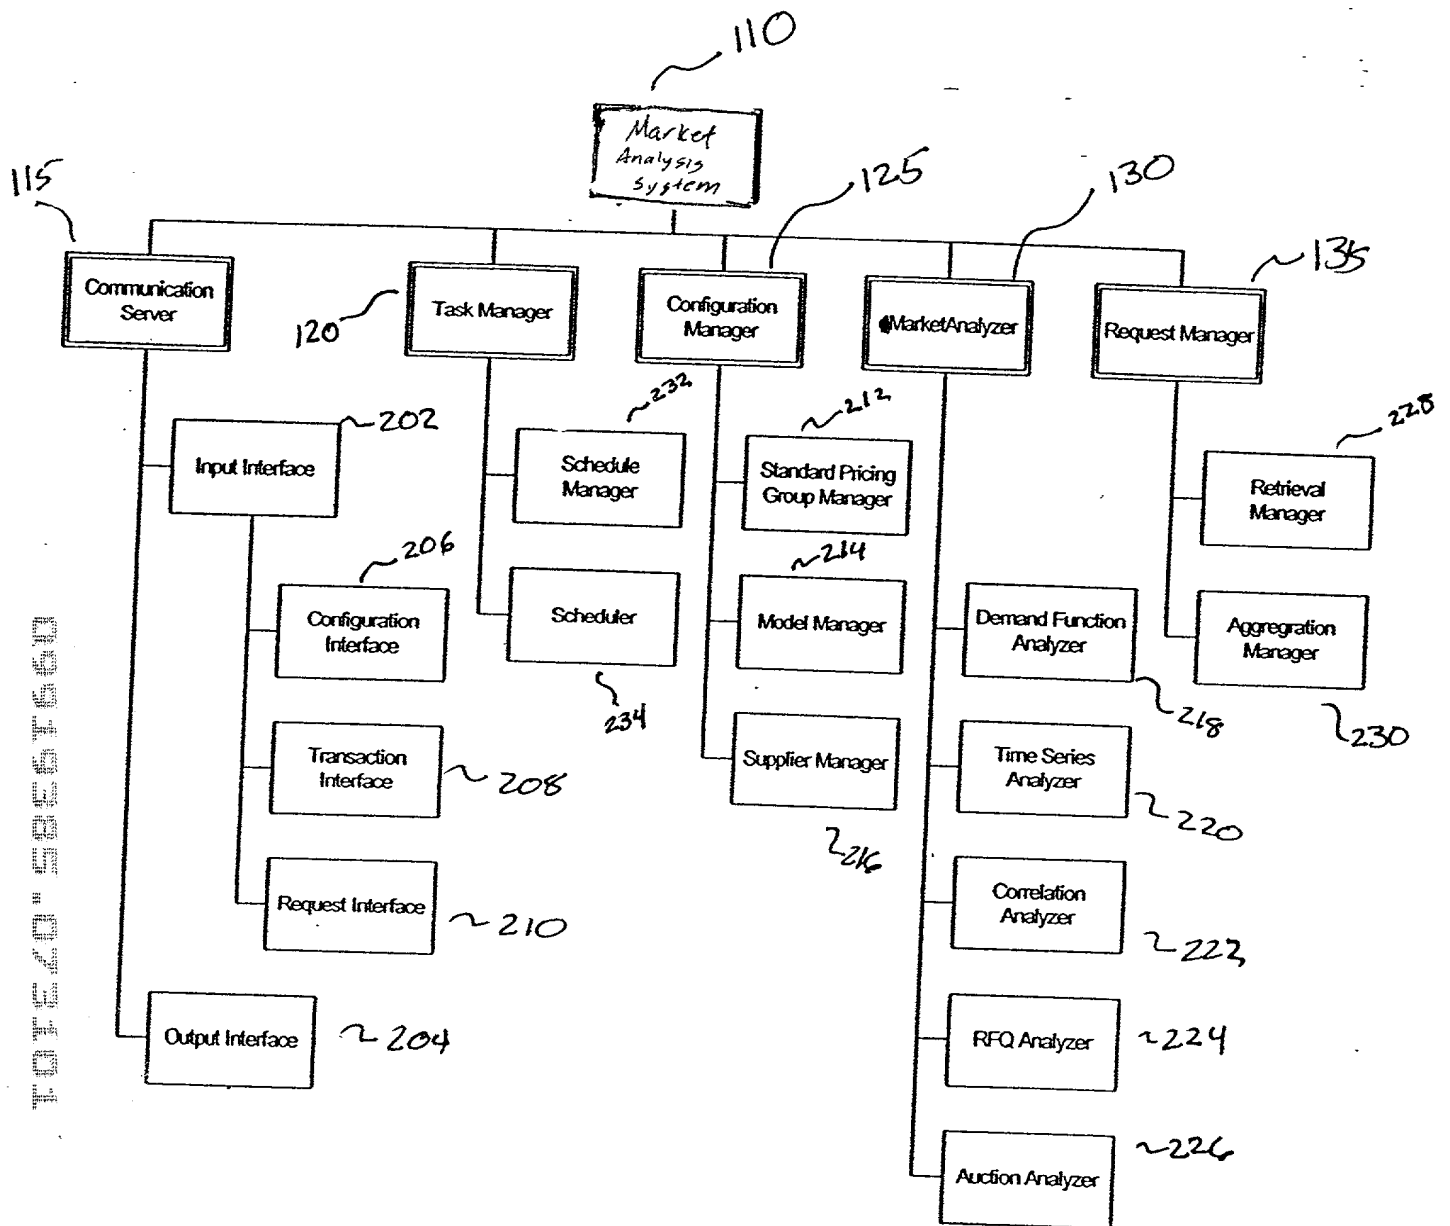 110
Market
Analysis
system
115
125
130
135
Communication
Server
120
Task Manager
Configuration
Manager
MarketAnalyzer
Request Manager
202
Input Interface
232
Schedule
Manager
212
Standard Pricing
Group Manager
228
Retrieval
Manager
206
Configuration
Interface
Scheduler
234
214
Model Manager
Demand Function
Analyzer
218
Aggregration
Manager
230
Transaction
Interface
208
Supplier Manager
216
Time Series
Analyzer
220
Request Interface
210
Correlation
Analyzer
222
Output Interface
204
RFQ Analyzer
224
Auction Analyzer
226